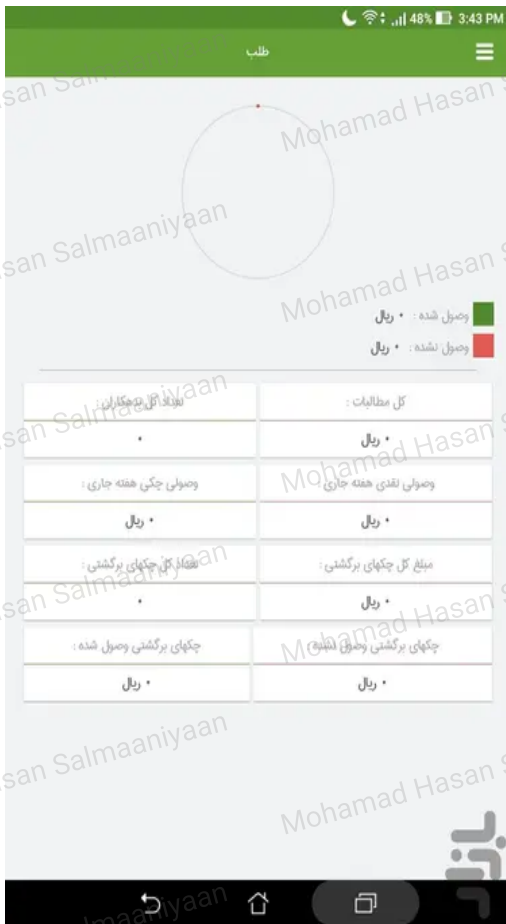 48% 3:43 PM
طلب
وصول شده : ۰ ریال
وصول نشده : ۰ ریال
کل مطالبات : تعداد کل بدهکاران :
۰ ریال ۰
وصولی نقدی هفته جاری : وصولی چکی هفته جاری :
۰ ریال ۰ ریال
مبلغ کل چکهای برگشتی : تعداد کل چکهای برگشتی :
۰ ریال ۰
چکهای برگشتی وصول نشده : چکهای برگشتی وصول شده :
۰ ریال ۰ ریال
Mohamad Hasan Salmaaniyaan
بازار